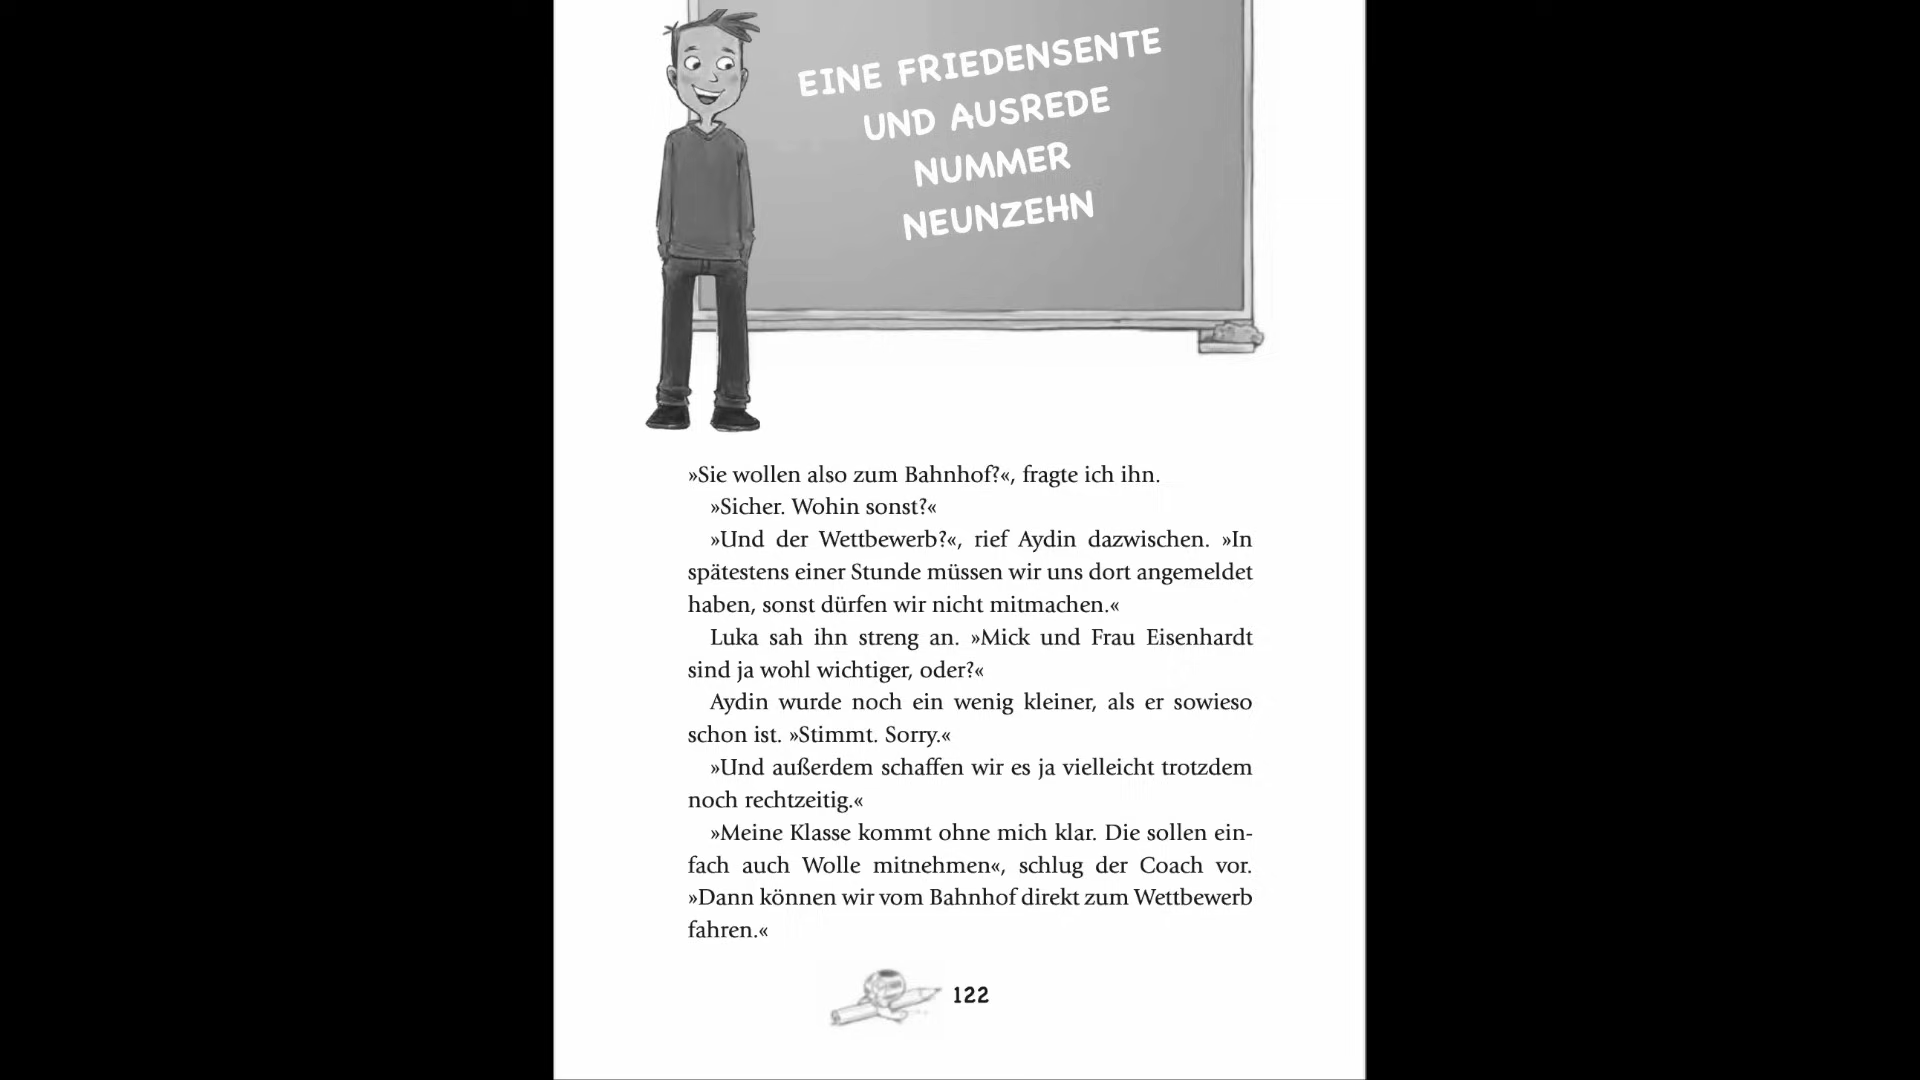 EINE FRIEDENSENTE
UND AUSREDE
NUMMER
NEUNZEHN
»Sie wollen also zum Bahnhof?«, fragte ich ihn.
»Sicher. Wohin sonst?«
»Und der Wettbewerb?«, rief Aydin dazwischen. »In
spätestens einer Stunde müssen wir uns dort angemeldet
haben, sonst dürfen wir nicht mitmachen.«
Luka sah ihn streng an. »Mick und Frau Eisenhardt
sind ja wohl wichtiger, oder?«
Aydin wurde noch ein wenig kleiner, als er sowieso
schon ist. »Stimmt. Sorry.«
»Und außerdem schaffen wir es ja vielleicht trotzdem
noch rechtzeitig.«
»Meine Klasse kommt ohne mich klar. Die sollen ein-
fach auch Wolle mitnehmen«, schlug der Coach vor.
»Dann können wir vom Bahnhof direkt zum Wettbewerb
fahren.«
122